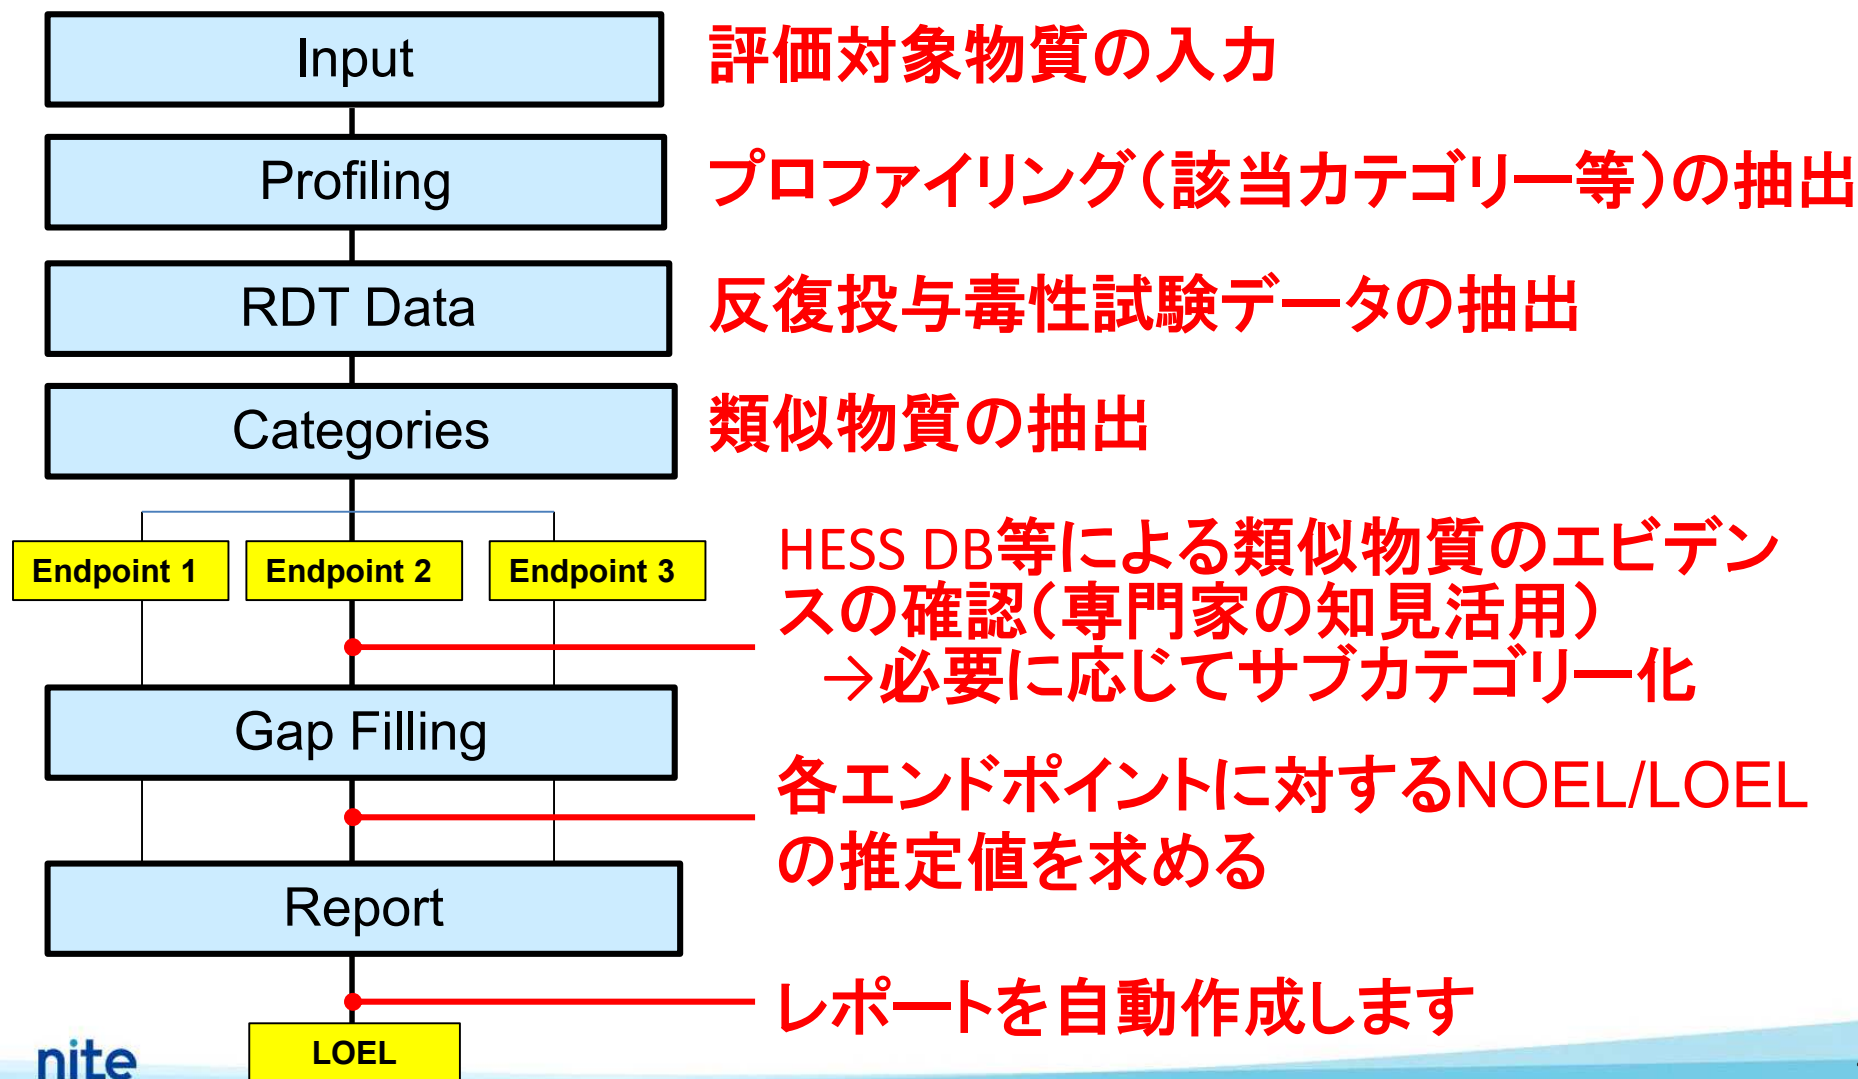 Input
評価対象物質の入力
Profiling
プロファイリング（該当カテゴリー等）の抽出
RDT Data
反復投与毒性試験データの抽出
Categories
類似物質の抽出
Endpoint 1
Endpoint 2
Endpoint 3
HESS DB等による類似物質のエビデン
スの確認（専門家の知見活用）
→必要に応じてサブカテゴリー化
Gap Filling
各エンドポイントに対するNOEL/LOEL
の推定値を求める
Report
レポートを自動作成します
LOEL
nite